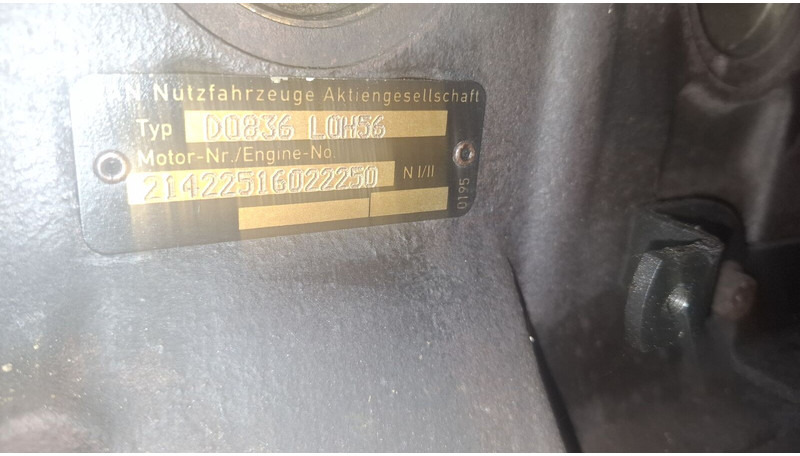 N Nutzfahrzeuge Aktiengesellschaft
Typ D0836 LOH56
Motor-Nr./Engine-No.
21422516022250 N I/II
0195